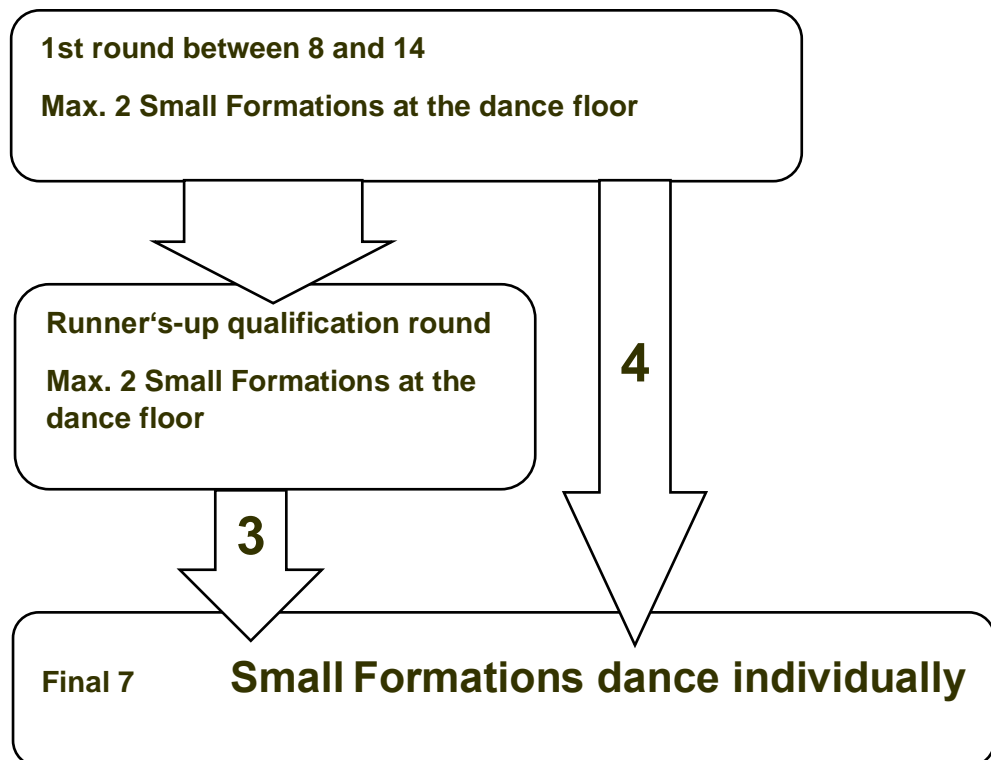 1st round between 8 and 14
Max. 2 Small Formations at the dance floor
Runner‘s-up qualification round
Max. 2 Small Formations at the
dance floor
4
3
Final 7 Small Formations dance individually